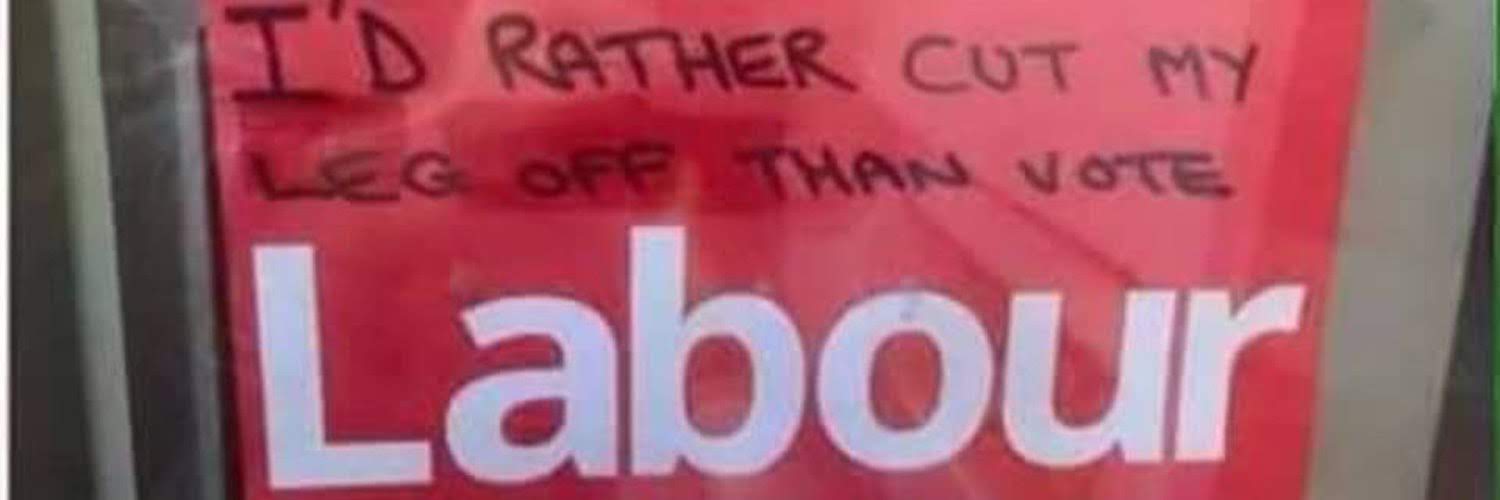 I'D RATHER CUT MY
LEG OFF THAN VOTE
Labour